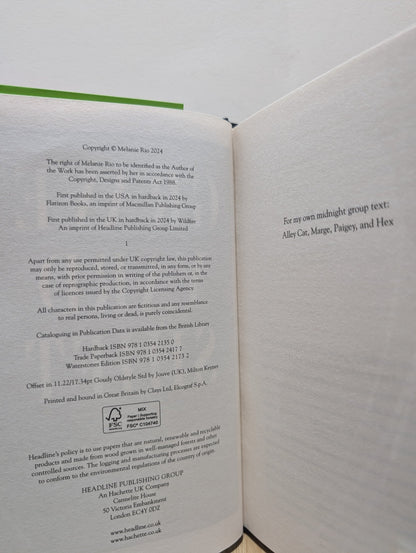 Copyright © Melanie Rio 2024
The right of Melanie Rio to be identified as the Author of
the Work has been asserted by her in accordance with the
Copyright, Designs and Patents Act 1988.
First published in the USA in hardback in 2024 by
Flatiron Books, an imprint of Macmillan Publishing Group
First published in the UK in hardback in 2024 by Wildfire
An imprint of Headline Publishing Group Limited
1
Apart from any use permitted under UK copyright law, this publication
may only be reproduced, stored, or transmitted, in any form, or by any
means, with prior permission in writing of the publishers or, in the
case of reprographic production, in accordance with the terms
of licences issued by the Copyright Licensing Agency.
All characters in this publication are fictitious and any resemblance
to real persons, living or dead, is purely coincidental.
Cataloguing in Publication Data is available from the British Library
Hardback ISBN 978 1 0354 2135 0
Trade Paperback ISBN 978 1 0354 2417 7
Waterstones Edition ISBN 978 1 0354 2175 2
Offset in 11.22/17.34pt Goudy Oldstyle Std by Jouve (UK), Milton Keynes
Printed and bound in Great Britain by Clays Ltd, Elcograf S.p.A.
FSC
MIX
Paper | Supporting
responsible forestry
FSC® C104740
Headline's policy is to use papers that are natural, renewable and recyclable
products and made from wood grown in well-managed forests and other
controlled sources. The logging and manufacturing processes are expected
to conform to the environmental regulations of the country of origin.
HEADLINE PUBLISHING GROUP
An Hachette UK Company
Carmelite House
50 Victoria Embankment
London EC4Y 0DZ
www.headline.co.uk
www.hachette.co.uk
For my own midnight group text:
Alley Cat, Marge, Paigey, and Hex